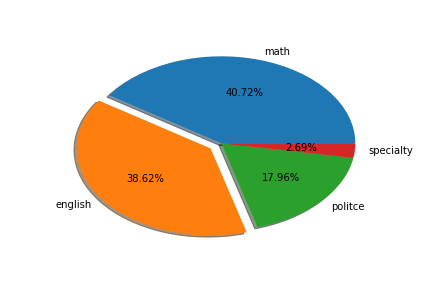 math
40.72%
2.69%
specialty
38.62%
17.96%
english
politce